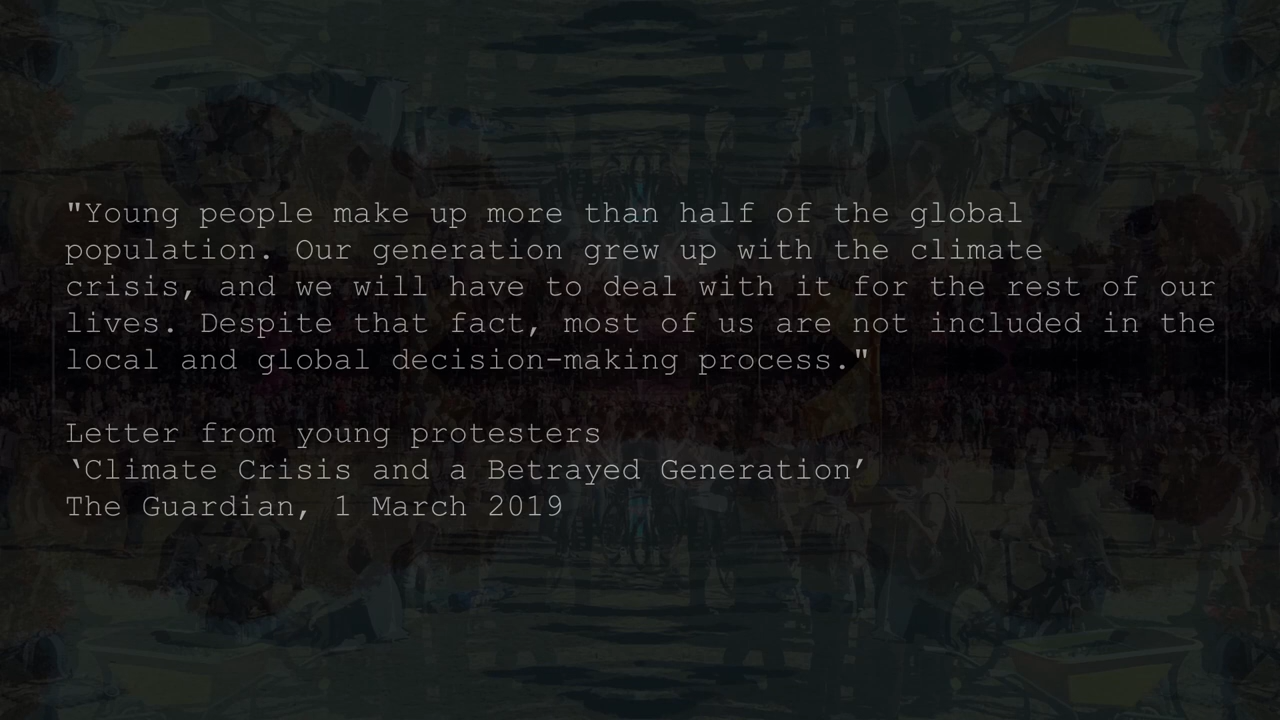 "Young people make up more than half of the global
population. Our generation grew up with the climate
crisis, and we will have to deal with it for the rest of our
lives. Despite that fact, most of us are not included in the
local and global decision-making process."
Letter from young protesters
‘Climate Crisis and a Betrayed Generation’
The Guardian, 1 March 2019